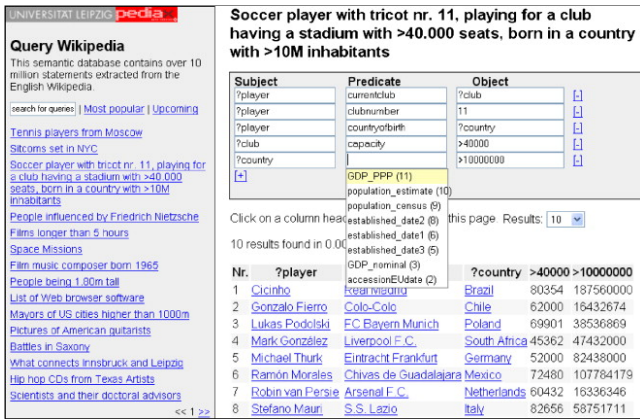 UNIVERSITÄT LEIPZIG pedia
Query Wikipedia
This semantic database contains over 10
million statements extracted from the
English Wikipedia.
search for queries | Most popular | Upcoming
Tennis players from Moscow
Sitcoms set in NYC
Soccer player with tricot nr. 11, playing for
a club having a stadium with >40.000
seats, born in a country with >10M
inhabitants
People influenced by Friedrich Nietzsche
Films longer than 5 hours
Space Missions
Film music composer born 1965
People being 1.80m tall
List of Web browser software
Mayors of US cities higher than 1000m
Pictures of American guitarists
Battles in Saxony
What connects Innsbruck and Leipzig
Hip hop CDs from Texas Artists
Scientists and their doctoral advisors
<< 1 >>
Soccer player with tricot nr. 11, playing for a club
having a stadium with >40.000 seats, born in a country
with >10M inhabitants
Subject Predicate Object
?player currentclub ?club [-]
?player clubnumber 11 [-]
?player countryofbirth ?country [-]
?club capacity >40000 [-]
?country >10000000 [-]
[+]
GDP_PPP (11)
population_estimate (10)
population_census (9)
established_date2 (8)
established_date1 (6)
established_date3 (5)
GDP_nominal (3)
accessionEUdate (2)
Click on a column head this page. Results: 10
10 results found in 0.00
Nr. ?player ?country >40000 >10000000
1 Cicinho Real Madrid Brazil 80354 187560000
2 Gonzalo Fierro Colo-Colo Chile 62000 16432674
3 Lukas Podolski FC Bayern Munich Poland 69901 38536869
4 Mark González Liverpool F.C. South Africa 45362 47432000
5 Michael Thurk Eintracht Frankfurt Germany 52000 82438000
6 Ramón Morales Chivas de Guadalajara Mexico 72480 107784179
7 Robin van Persie Arsenal F.C. Netherlands 60432 16336346
8 Stefano Mauri S.S. Lazio Italy 82656 58751711